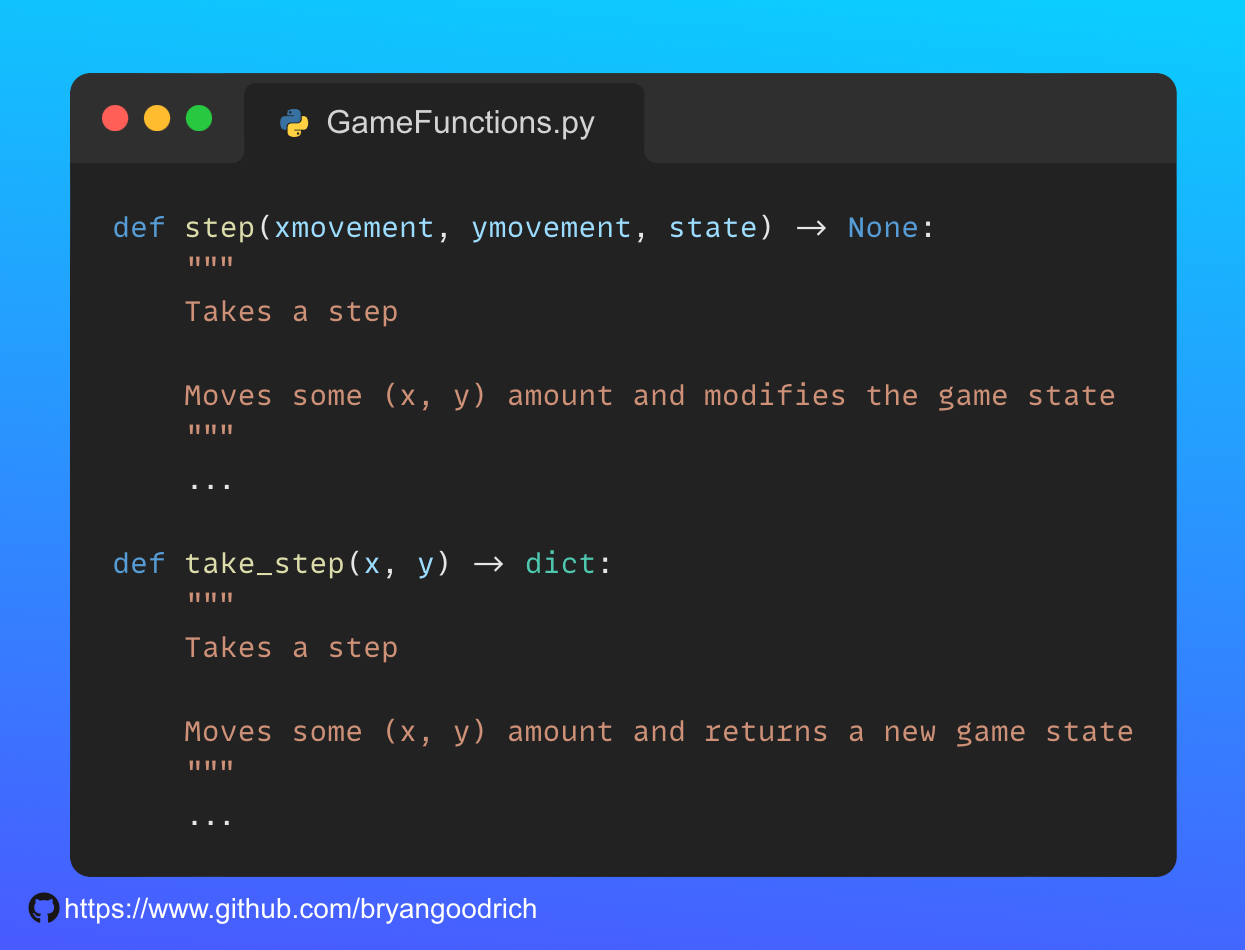 GameFunctions.py
def step(xmovement, ymovement, state) → None:
    """
    Takes a step

    Moves some (x, y) amount and modifies the game state
    """
    ...

def take_step(x, y) → dict:
    """
    Takes a step

    Moves some (x, y) amount and returns a new game state
    """
    ...
https://www.github.com/bryangoodrich